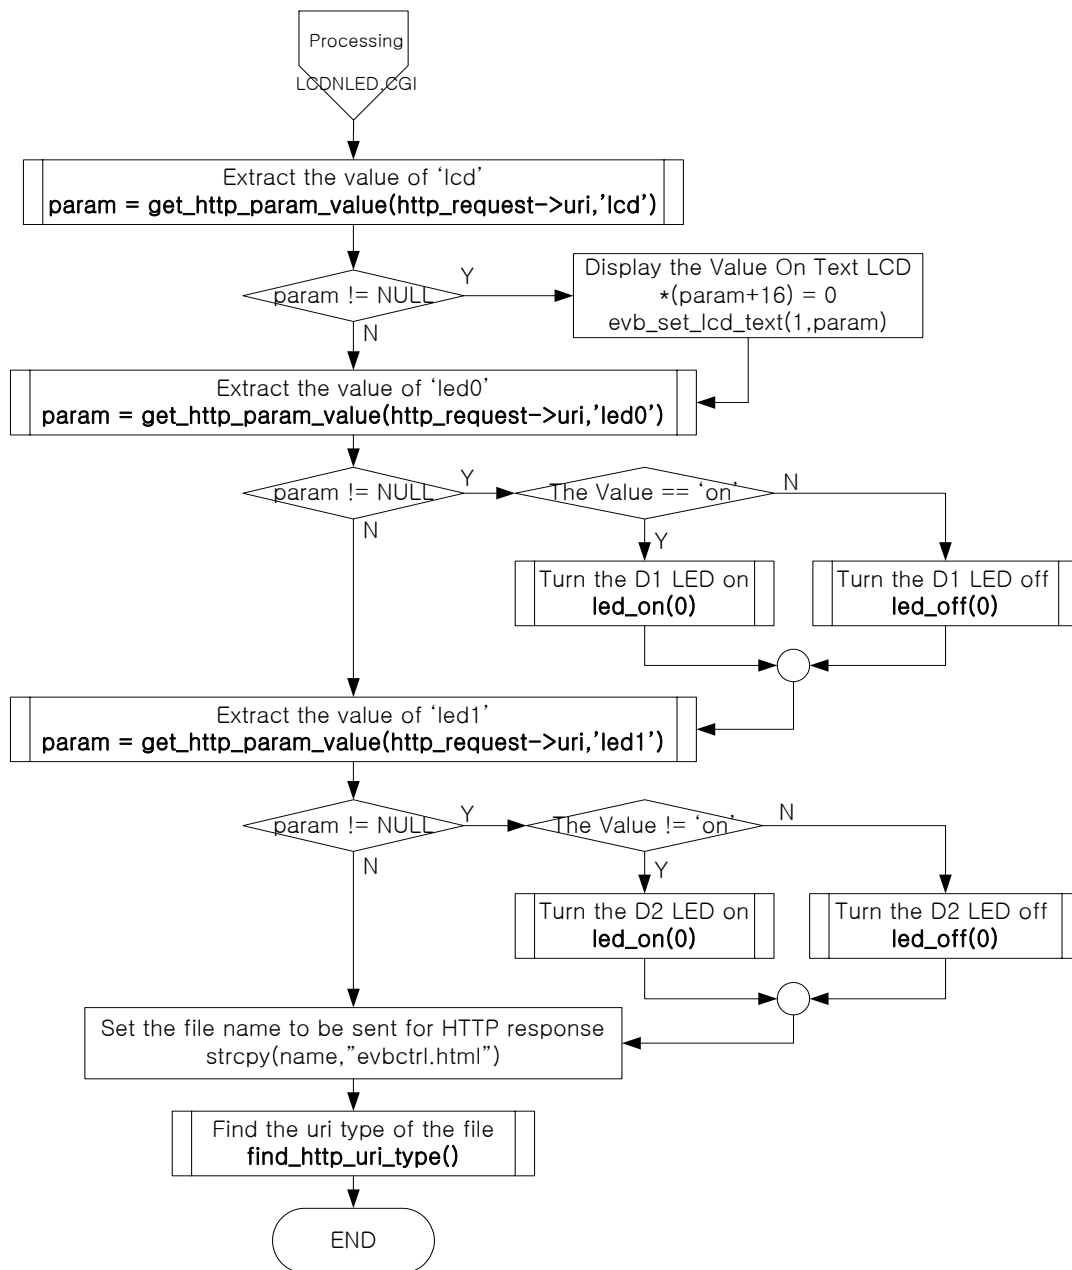 Processing
LCDNLED.CGI
Extract the value of ‘lcd’
param = get_http_param_value(http_request->uri,’lcd’)
param != NULL
Y
N
Display the Value On Text LCD
*(param+16) = 0
evb_set_lcd_text(1,param)
Extract the value of ‘led0’
param = get_http_param_value(http_request->uri,’led0’)
param != NULL
Y
N
The Value == ‘on’
N
Y
Turn the D1 LED on
led_on(0)
Turn the D1 LED off
led_off(0)
Extract the value of ‘led1’
param = get_http_param_value(http_request->uri,’led1’)
param != NULL
Y
N
The Value != ‘on’
N
Y
Turn the D2 LED on
led_on(0)
Turn the D2 LED off
led_off(0)
Set the file name to be sent for HTTP response
strcpy(name,”evbctrl.html”)
Find the uri type of the file
find_http_uri_type()
END